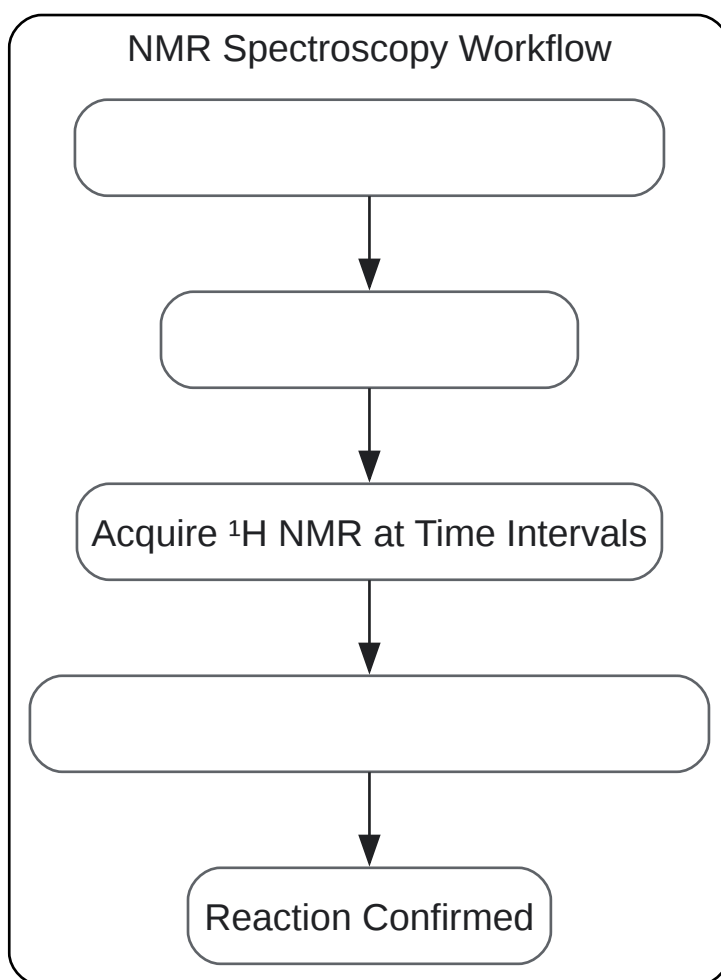 NMR Spectroscopy Workflow
Acquire ¹H NMR at Time Intervals
Reaction Confirmed